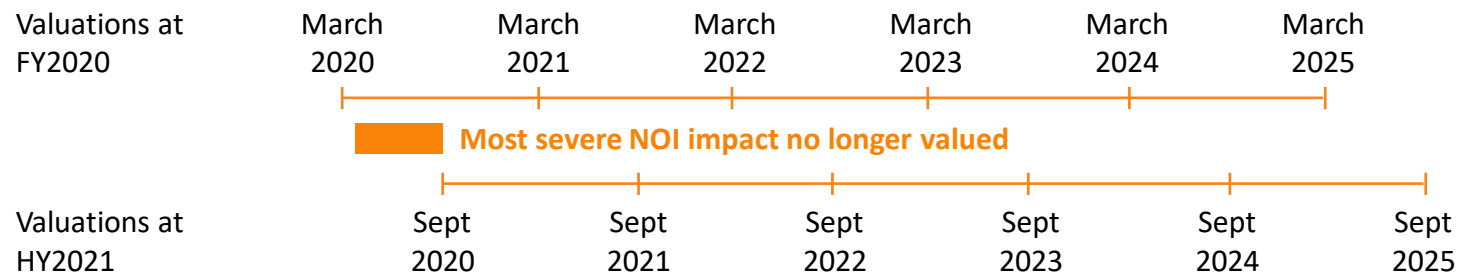 Valuations at March March March March March March
FY2020 2020 2021 2022 2023 2024 2025
Most severe NOI impact no longer valued
Valuations at Sept Sept Sept Sept Sept Sept
HY2021 2020 2021 2022 2023 2024 2025